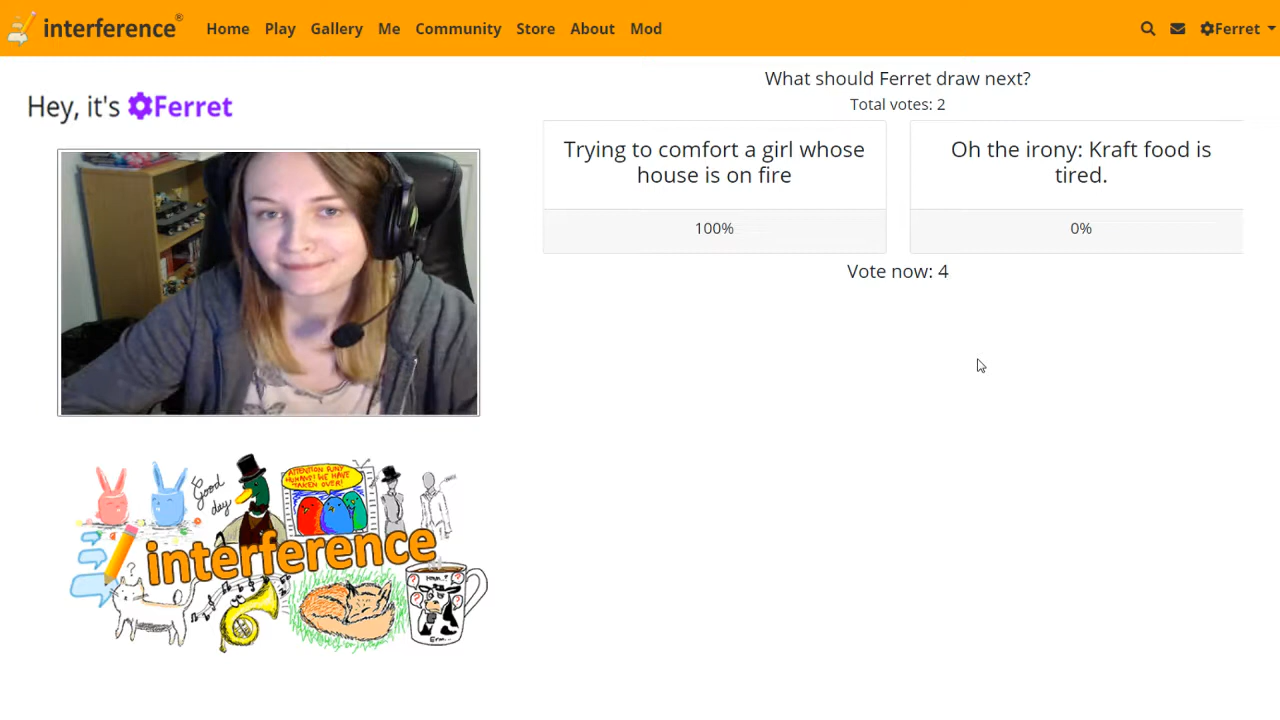 interference®
Home Play Gallery Me Community Store About Mod
Ferret
Hey, it's Ferret
What should Ferret draw next?
Total votes: 2
Trying to comfort a girl whose
house is on fire
100%
Oh the irony: Kraft food is
tired.
0%
Vote now: 4
Good
day
ATTENTION PUNY
HUMANS! WE HAVE
TAKEN OVER!
interference
?
? ?
? ?
Erm...